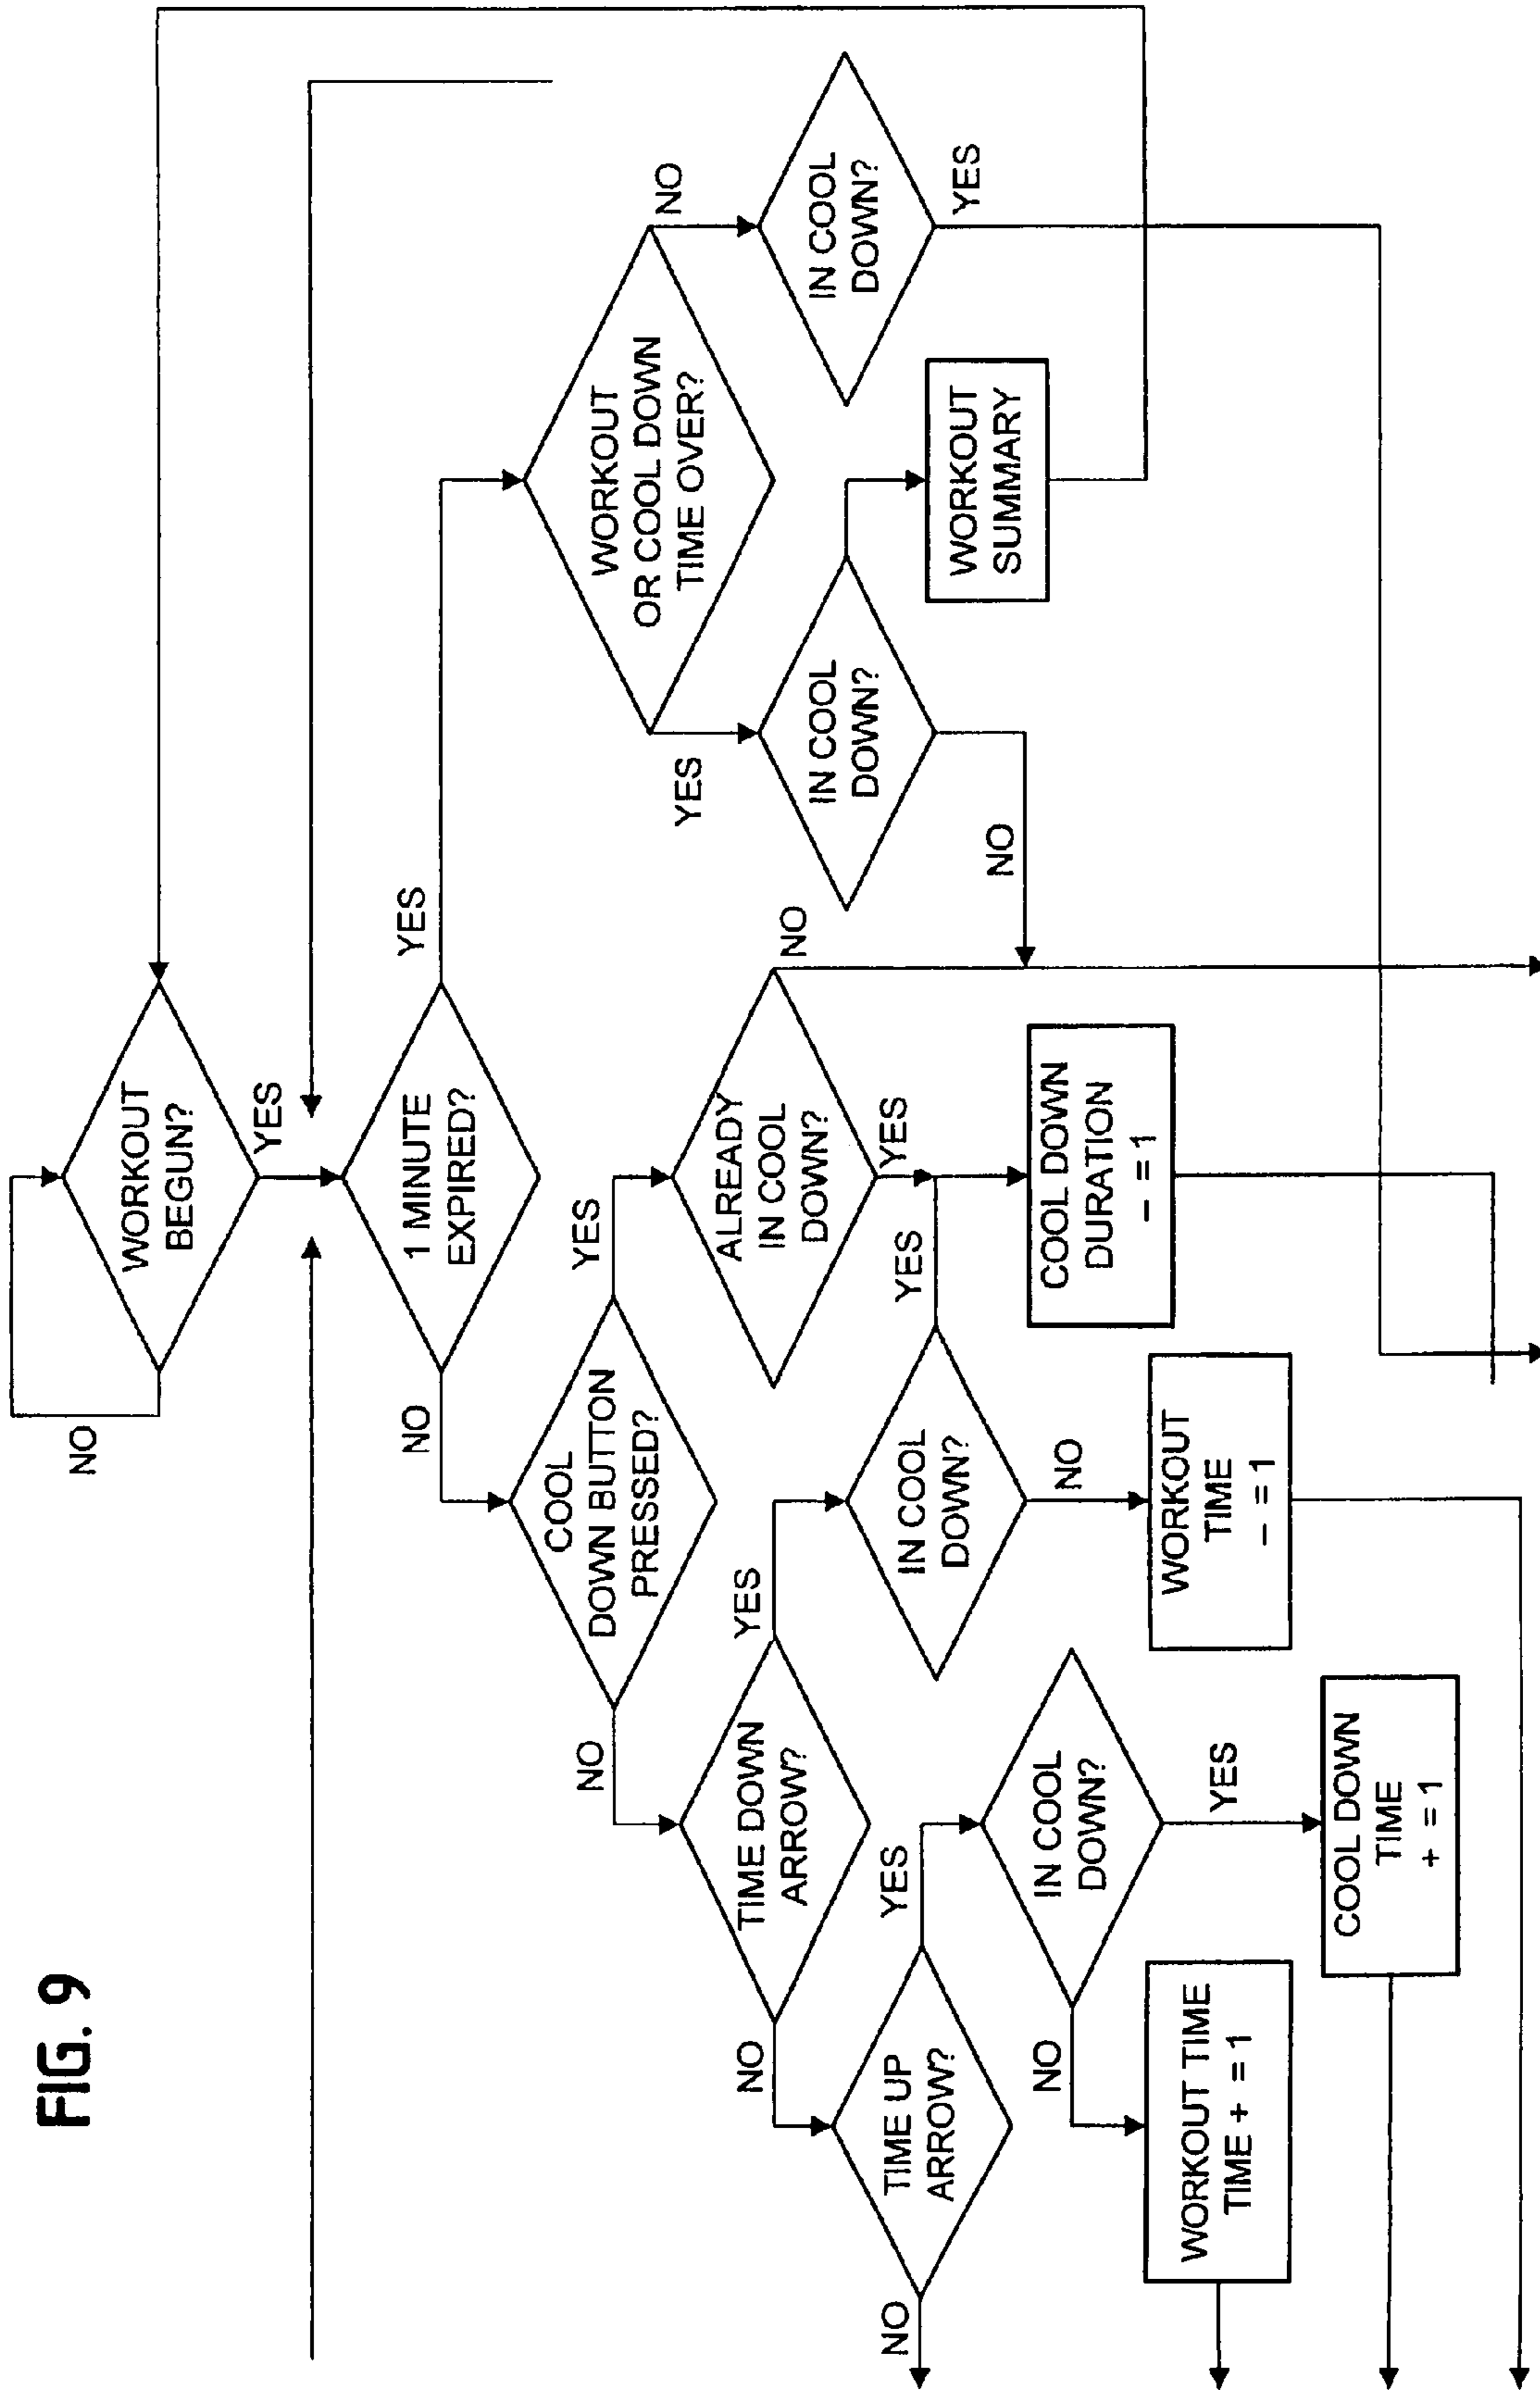 FIG. 9
NO
WORKOUT
BEGUN?
YES
1 MINUTE
EXPIRED?
NO
YES
COOL
DOWN BUTTON
PRESSED?
NO
YES
WORKOUT
OR COOL DOWN
TIME OVER?
YES
NO
TIME DOWN
ARROW?
NO
YES
ALREADY
IN COOL
DOWN?
YES
NO
IN COOL
DOWN?
NO
IN COOL
DOWN?
YES
TIME UP
ARROW?
NO
YES
IN COOL
DOWN?
YES
NO
WORKOUT
SUMMARY
IN COOL
DOWN?
NO
YES
COOL DOWN
DURATION
– = 1
WORKOUT TIME
TIME + = 1
WORKOUT
TIME
– = 1
COOL DOWN
TIME
+ = 1